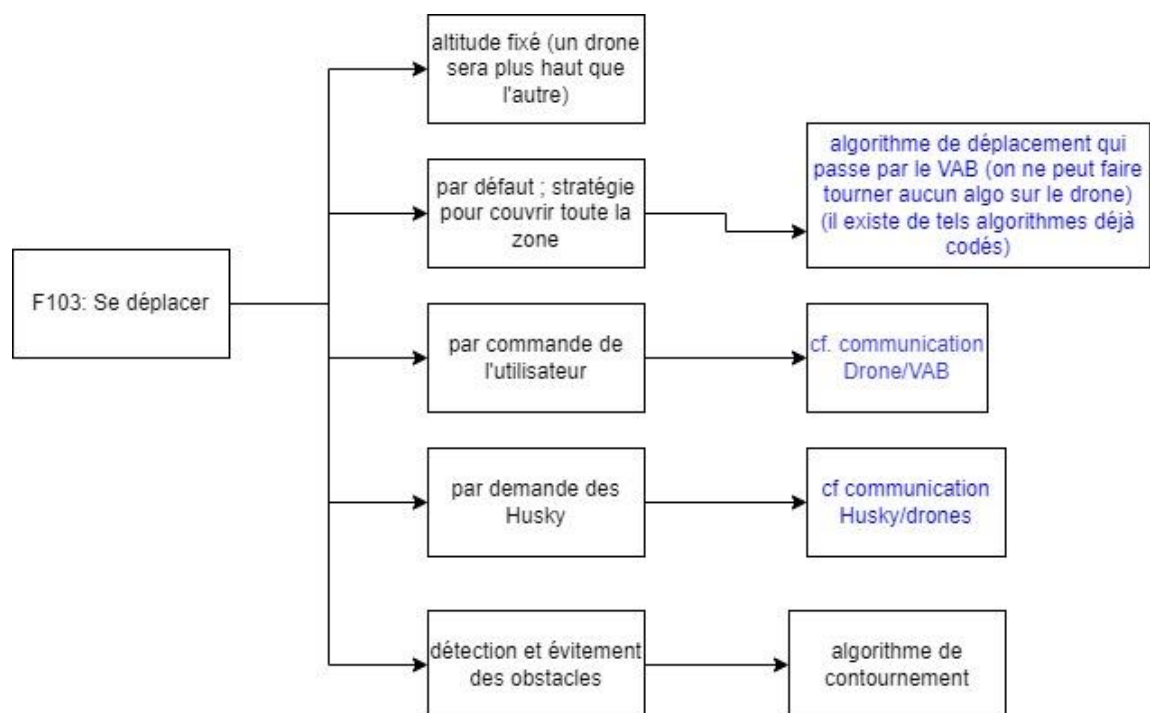 F103: Se déplacer
altitude fixé (un drone
sera plus haut que
l'autre)
par défaut ; stratégie
pour couvrir toute la
zone
algorithme de déplacement qui
passe par le VAB (on ne peut faire
tourner aucun algo sur le drone)
(il existe de tels algorithmes déjà
codés)
par commande de
l'utilisateur
cf. communication
Drone/VAB
par demande des
Husky
cf communication
Husky/drones
détection et évitement
des obstacles
algorithme de
contournement